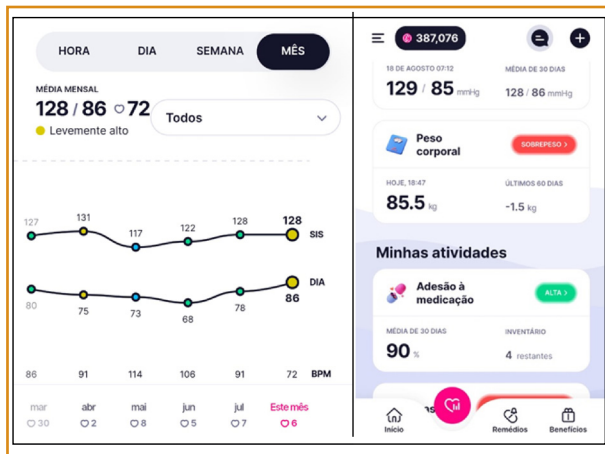 HORA DIA SEMANA MÊS
MÉDIA MENSAL
128 / 86 72
Todos
Levemente alto
127 131 117 122 128 128 SIS
DIA
80 75 73 68 78 86
86 91 114 106 91 72 BPM
mar abr mai jun jul Este mês
30 2 8 5 7 6
387,076
18 DE AGOSTO 07:12 MÉDIA DE 30 DIAS
129 / 85 mmHg 128 / 86 mmHg
Peso
corporal
SOBREPESO >
HOJE, 18:47 ÚLTIMOS 60 DIAS
85.5 kg -1.5 kg
Minhas atividades
Adesão à
medicação
ALTA >
MÉDIA DE 30 DIAS INVENTÁRIO
90 % 4 restantes
Início Remédios Benefícios